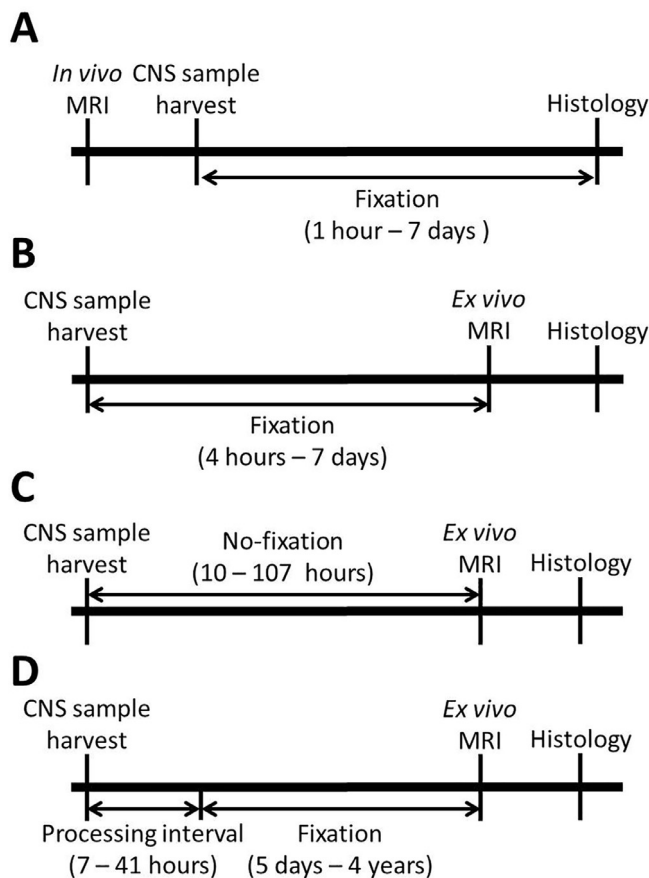 A
In vivo CNS sample
MRI harvest Histology
Fixation
(1 hour – 7 days )
B
CNS sample Ex vivo
harvest MRI Histology
Fixation
(4 hours – 7 days)
C
CNS sample No-fixation Ex vivo
harvest (10 – 107 hours) MRI Histology
D
CNS sample Ex vivo
harvest MRI Histology
Processing interval Fixation
(7 – 41 hours) (5 days – 4 years)